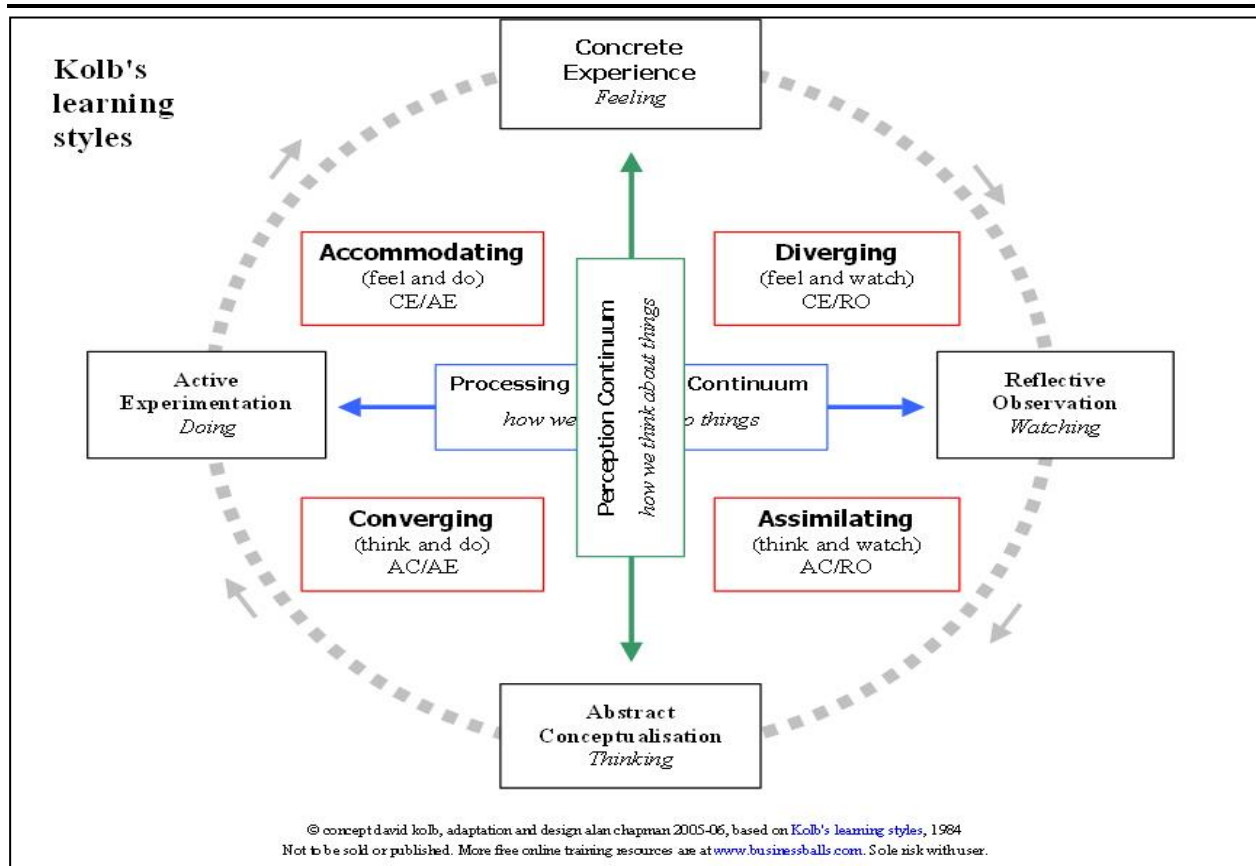 Kolb's
learning
styles
Concrete
Experience
Feeling
Accommodating
(feel and do)
CE/AE
Diverging
(feel and watch)
CE/RO
Active
Experimentation
Doing
Processing Continuum
how we o things
Perception Continuum
how we think about things
Reflective
Observation
Watching
Converging
(think and do)
AC/AE
Assimilating
(think and watch)
AC/RO
Abstract
Conceptualisation
Thinking
© concept david kolb, adaptation and design alan chapman 2005-06, based on Kolb's learning styles, 1984
Not to be sold or published. More free online training resources are at www.businessballs.com. Sole risk with user.